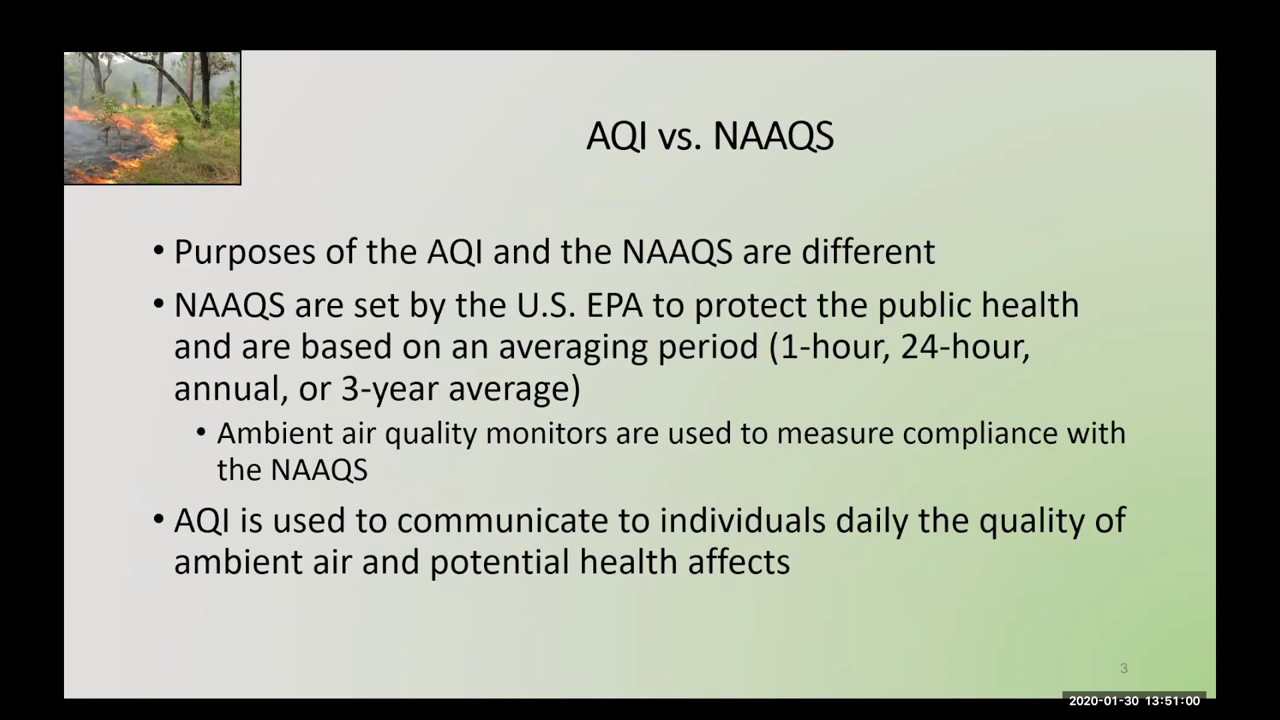 AQI vs. NAAQS
• Purposes of the AQI and the NAAQS are different
• NAAQS are set by the U.S. EPA to protect the public health
and are based on an averaging period (1-hour, 24-hour,
annual, or 3-year average)
• Ambient air quality monitors are used to measure compliance with
the NAAQS
• AQI is used to communicate to individuals daily the quality of
ambient air and potential health affects
3
2020-01-30 13:51:00